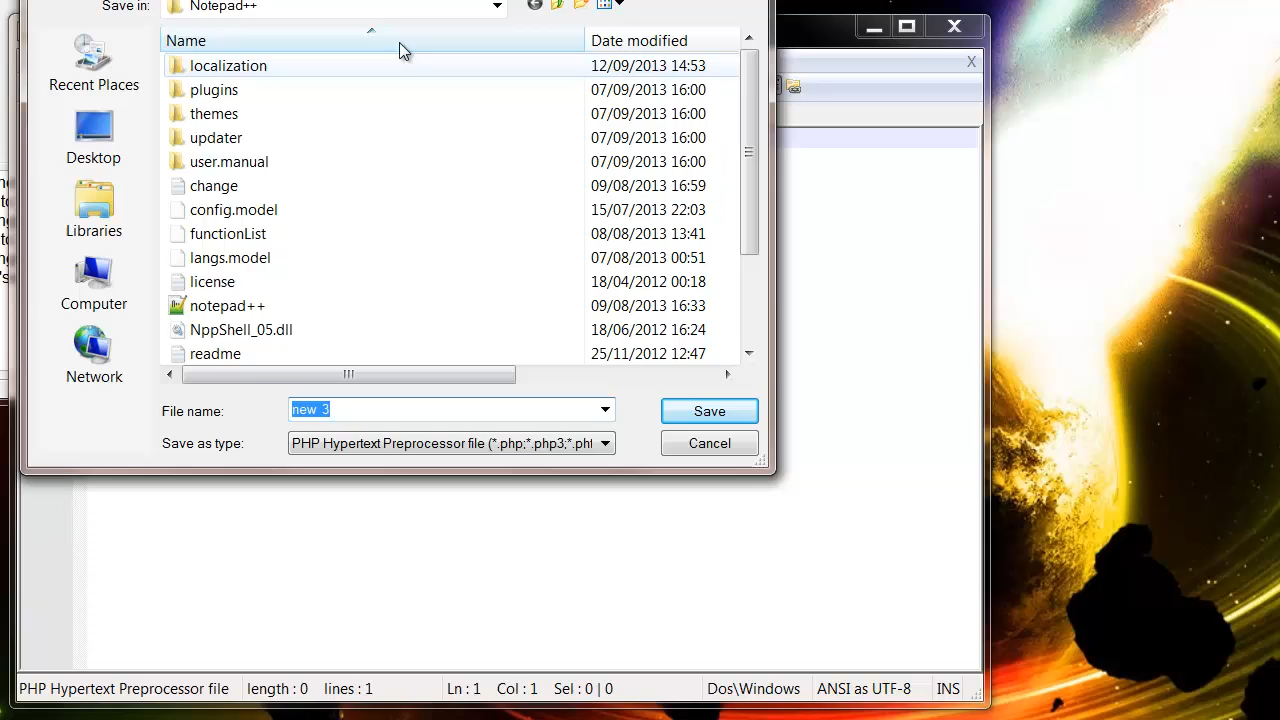 Save in: Notepad++
Name Date modified
Recent Places
localization 12/09/2013 14:53
plugins 07/09/2013 16:00
themes 07/09/2013 16:00
Desktop
updater 07/09/2013 16:00
user.manual 07/09/2013 16:00
change 09/08/2013 16:59
Libraries
config.model 15/07/2013 22:03
functionList 08/08/2013 13:41
langs.model 07/08/2013 00:51
Computer
license 18/04/2012 00:18
notepad++ 09/08/2013 16:33
NppShell_05.dll 18/06/2012 16:24
Network
readme 25/11/2012 12:47
File name: new 3 Save
Save as type: PHP Hypertext Preprocessor file (*.php;*.php3;*.pht Cancel
PHP Hypertext Preprocessor file length : 0 lines : 1 Ln : 1 Col : 1 Sel : 0 | 0 Dos\Windows ANSI as UTF-8 INS